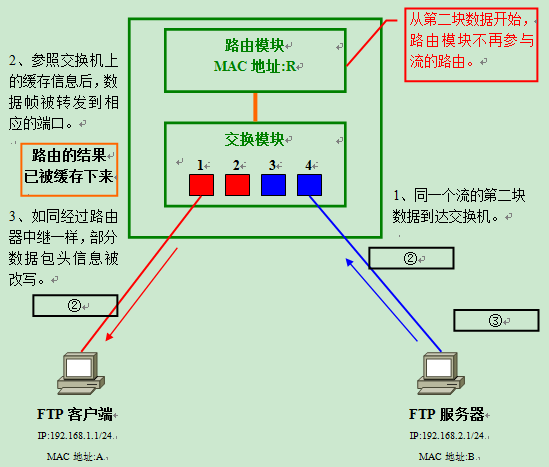 路由模块
MAC 地址:R
从第二块数据开始，
路由模块不再参与
流的路由。
2、参照交换机上
的缓存信息后，数
据帧被转发到相
应的端口。
路由的结果
已被缓存下来
交换模块
1 2 3 4
1、同一个流的第二块
数据到达交换机。
3、如同经过路由
器中继一样，部分
数据包头信息被
改写。
②
②
③
FTP 客户端
IP:192.168.1.1/24.
MAC 地址:A.
FTP 服务器
IP:192.168.2.1/24.
MAC 地址:B.